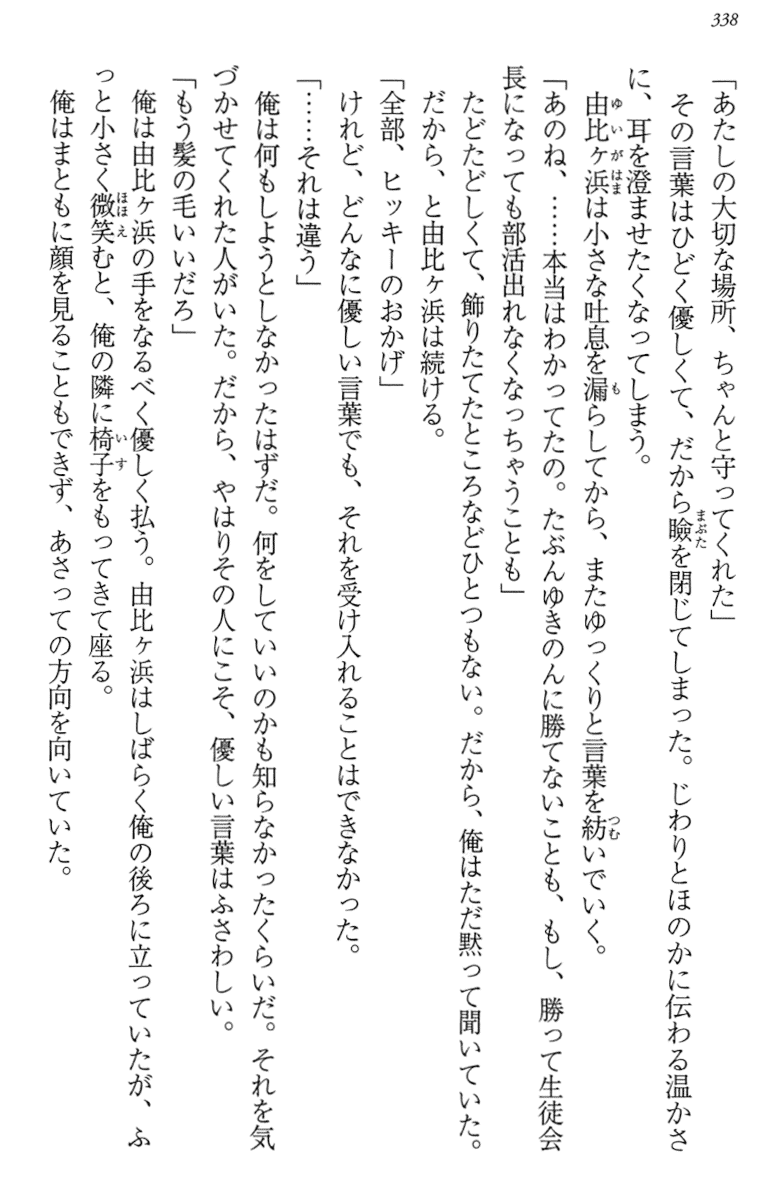 338
「あたしの大切な場所、ちゃんと守ってくれた」
その言葉はひどく優しくて、だから瞼を閉じてしまった。じわりとほのかに伝わる温かさ
に、耳を澄ませたくなってしまう。
由比ヶ浜は小さな吐息を漏らしてから、またゆっくりと言葉を紡いでいく。
「あのね、……本当はわかってたの。たぶんゆきのんに勝てないことも、もし、勝って生徒会
長になっても部活出れなくなっちゃうことも」
たどたどしくて、飾りたてたところなどひとつもない。だから、俺はただ黙って聞いていた。
だから、と由比ヶ浜は続ける。
「全部、ヒッキーのおかげ」
けれど、どんなに優しい言葉でも、それを受け入れることはできなかった。
「……それは違う」
俺は何もしようとしなかったはずだ。何をしていいのかも知らなかったくらいだ。それを気
づかせてくれた人がいた。だから、やはりその人にこそ、優しい言葉はふさわしい。
「もう髪の毛いいだろ」
俺は由比ヶ浜の手をなるべく優しく払う。由比ヶ浜はしばらく俺の後ろに立っていたが、ふ
っと小さく微笑むと、俺の隣に椅子をもってきて座る。
俺はまともに顔を見ることもできず、あさっての方向を向いていた。